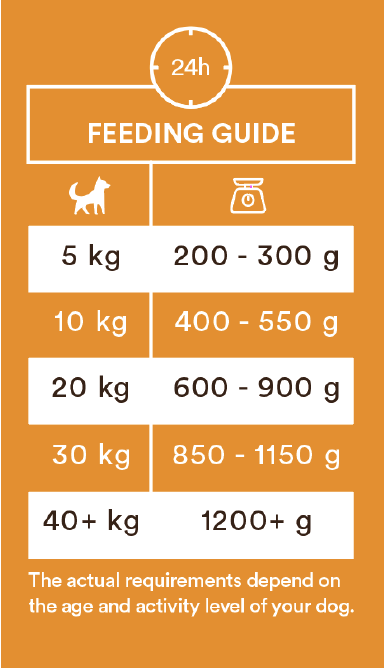 24h
FEEDING GUIDE
5 kg 200 - 300 g
10 kg 400 - 550 g
20 kg 600 - 900 g
30 kg 850 - 1150 g
40+ kg 1200+ g
The actual requirements depend on
the age and activity level of your dog.